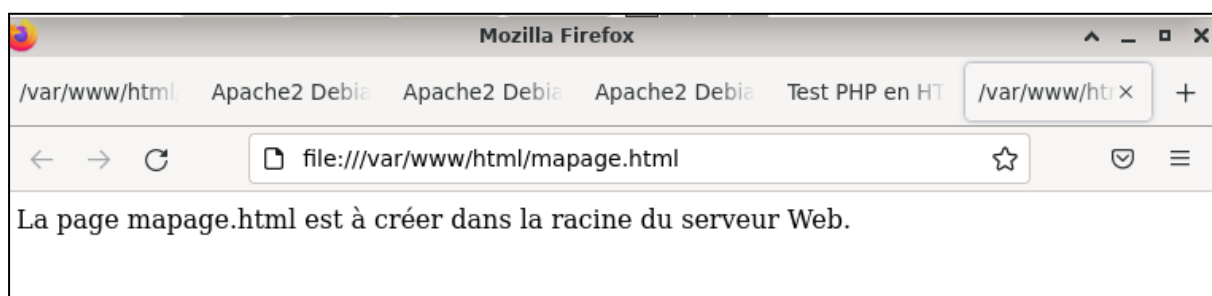 Mozilla Firefox
/var/www/html/ Apache2 Debia Apache2 Debia Apache2 Debia Test PHP en HT /var/www/htr
file:///var/www/html/mapage.html
La page mapage.html est à créer dans la racine du serveur Web.